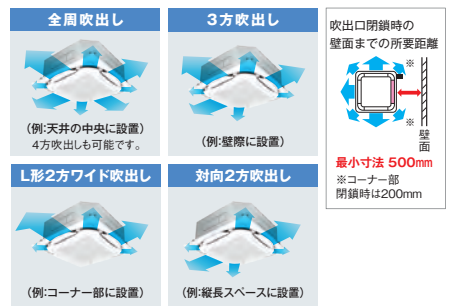 全周吹出し
(例:天井の中央に設置)
4方吹出しも可能です。
3方吹出し
(例:壁際に設置)
L形2方ワイド吹出し
(例:コーナー部に設置)
対向2方吹出し
(例:縦長スペースに設置)
吹出口閉鎖時の
壁面までの所要距離
※
※
壁面
最小寸法 500mm
※コーナー部
閉鎖時は200mm